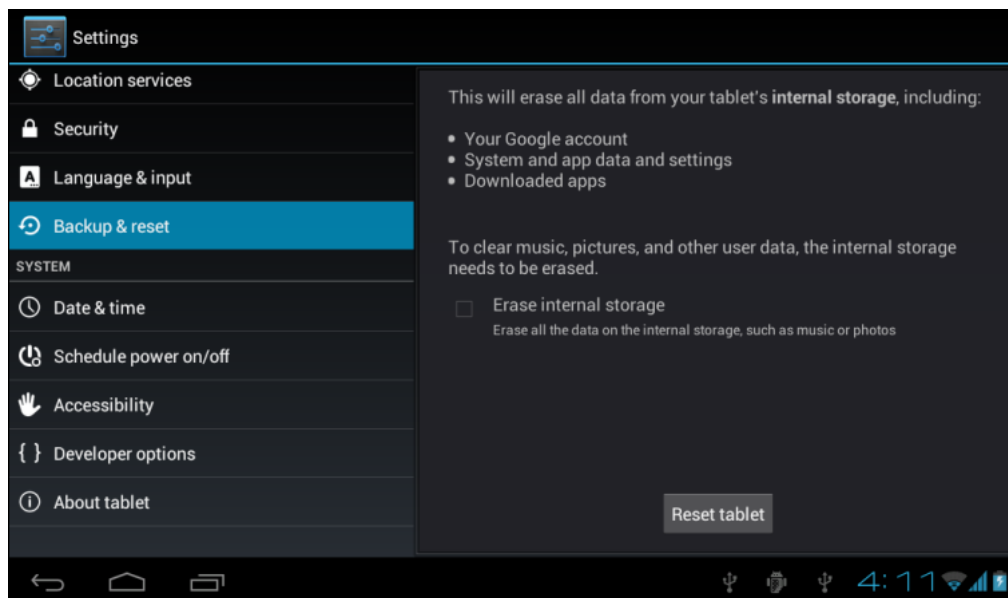 Settings
Location services
Security
Language & input
Backup & reset
SYSTEM
Date & time
Schedule power on/off
Accessibility
{ } Developer options
About tablet
This will erase all data from your tablet's internal storage, including:
• Your Google account
• System and app data and settings
• Downloaded apps
To clear music, pictures, and other user data, the internal storage
needs to be erased.
Erase internal storage
Erase all the data on the internal storage, such as music or photos
Reset tablet
4:11